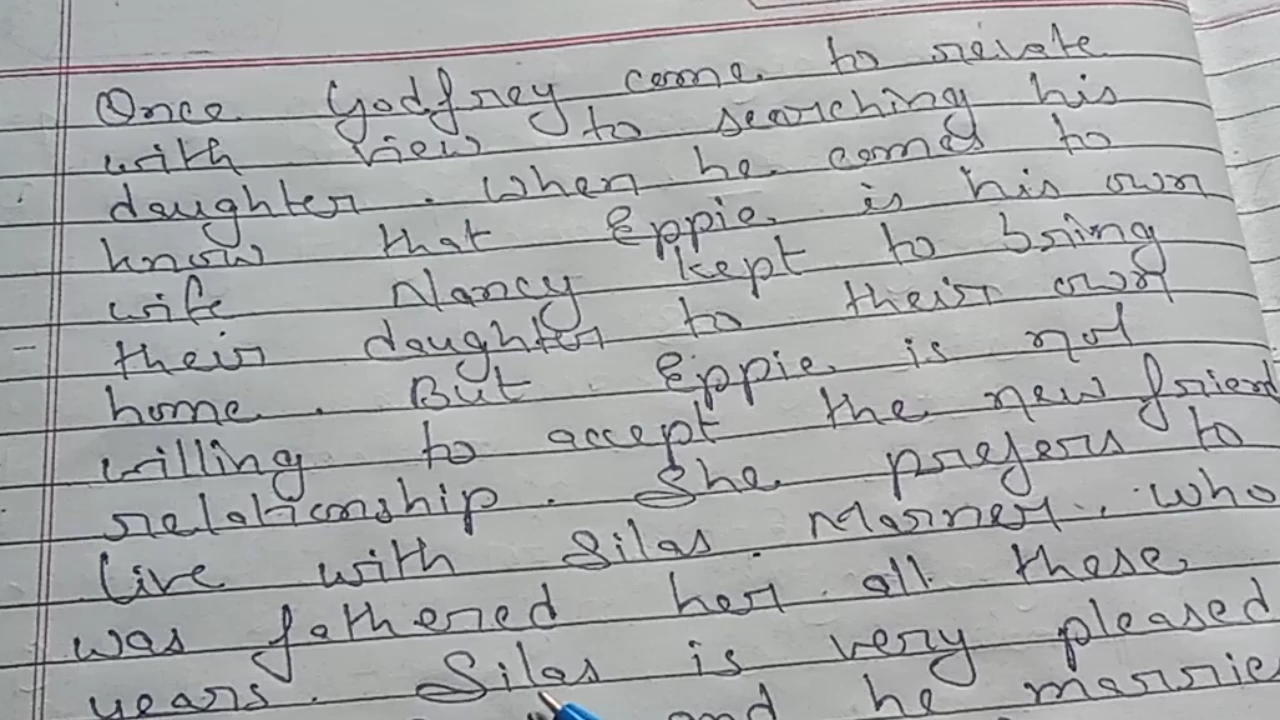 Once Godfrey come to relate
with view to searching his
daughter. When he comes to
know that Eppie is his own
wife Nancy kept to bring
their daughter to their own
home. But Eppie is not
willing to accept the new friend
relationship. She prefers to
live with Silas. Marner, who
was fathered her all these
years. Silas is very pleased
and he marries